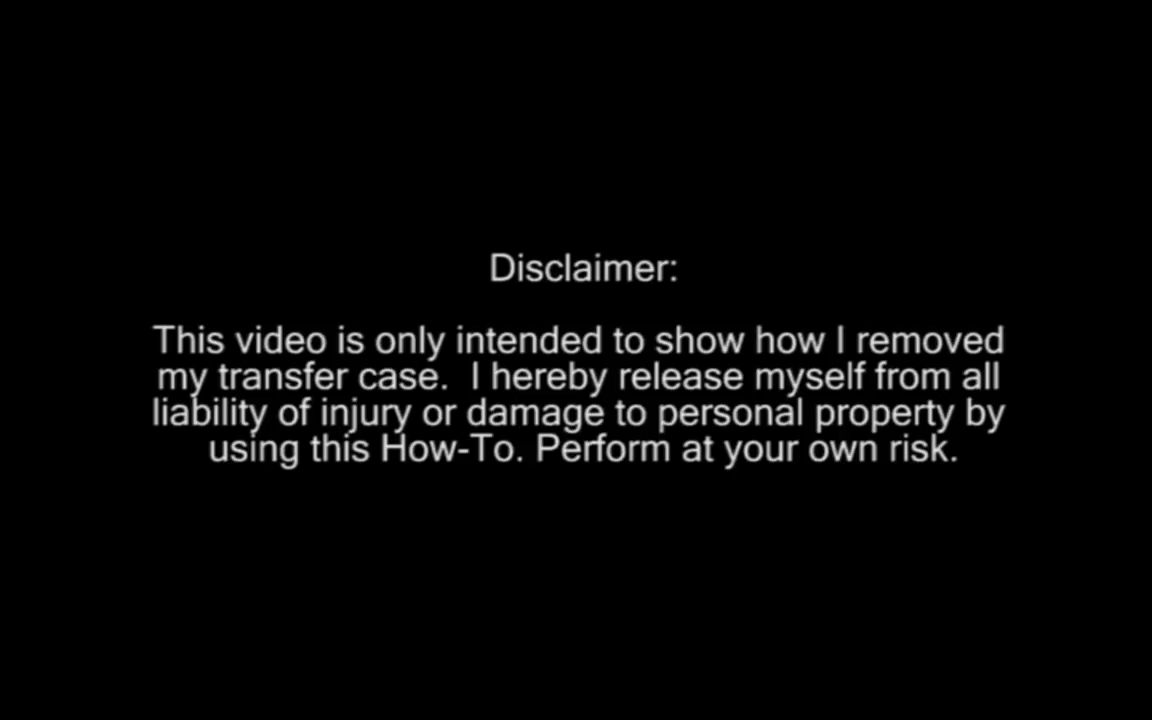 Disclaimer:
This video is only intended to show how I removed
my transfer case.  I hereby release myself from all
liability of injury or damage to personal property by
using this How-To. Perform at your own risk.